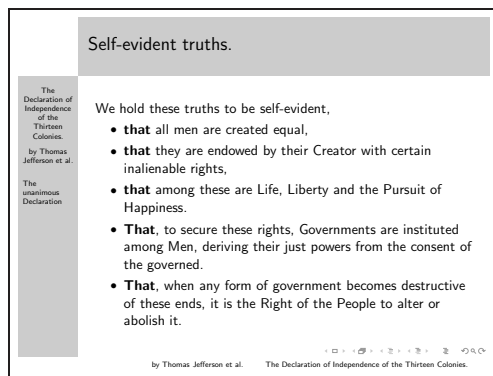 Self-evident truths.
The
Declaration of
Independence
of the
Thirteen
Colonies.
by Thomas
Jefferson et al.
The
unanimous
Declaration
We hold these truths to be self-evident,
• that all men are created equal,
• that they are endowed by their Creator with certain
inalienable rights,
• that among these are Life, Liberty and the Pursuit of
Happiness.
• That, to secure these rights, Governments are instituted
among Men, deriving their just powers from the consent of
the governed.
• That, when any form of government becomes destructive
of these ends, it is the Right of the People to alter or
abolish it.
by Thomas Jefferson et al. The Declaration of Independence of the Thirteen Colonies.